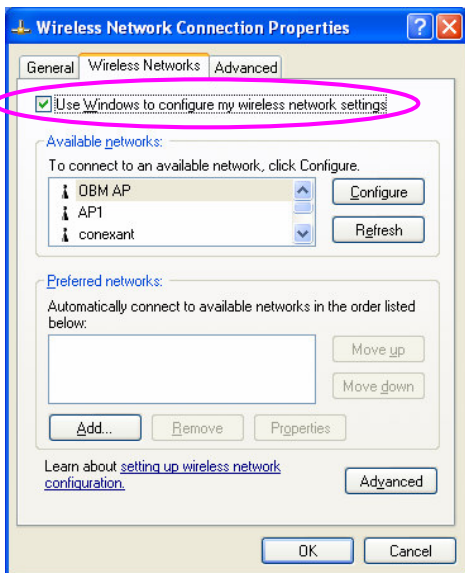 Wireless Network Connection Properties
General Wireless Networks Advanced
Use Windows to configure my wireless network settings
Available networks:
To connect to an available network, click Configure.
OBM AP
AP1
conexant
Configure
Refresh
Preferred networks:
Automatically connect to available networks in the order listed
below:
Move up
Move down
Add... Remove Properties
Learn about setting up wireless network
configuration.
Advanced
OK Cancel